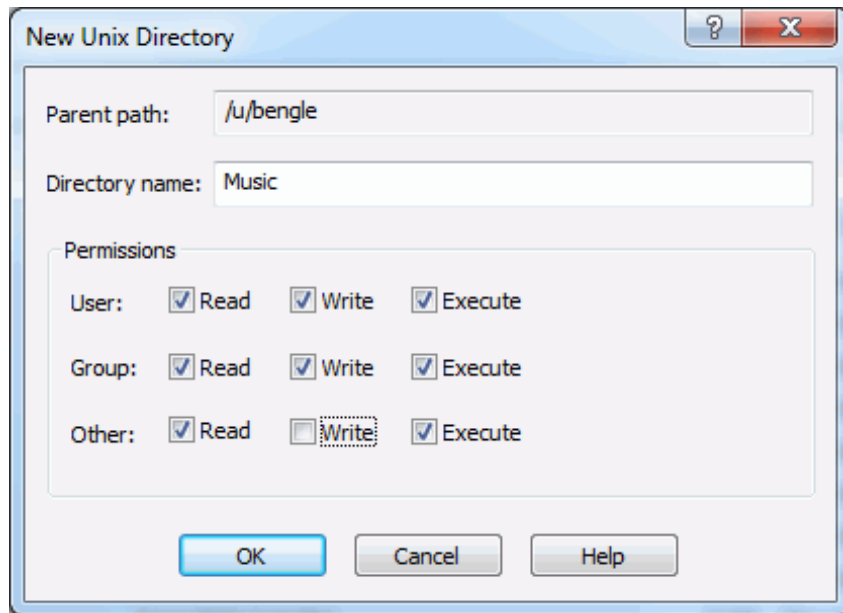 New Unix Directory
Parent path: /u/bengle
Directory name: Music
Permissions
User: Read Write Execute
Group: Read Write Execute
Other: Read Write Execute
OK Cancel Help